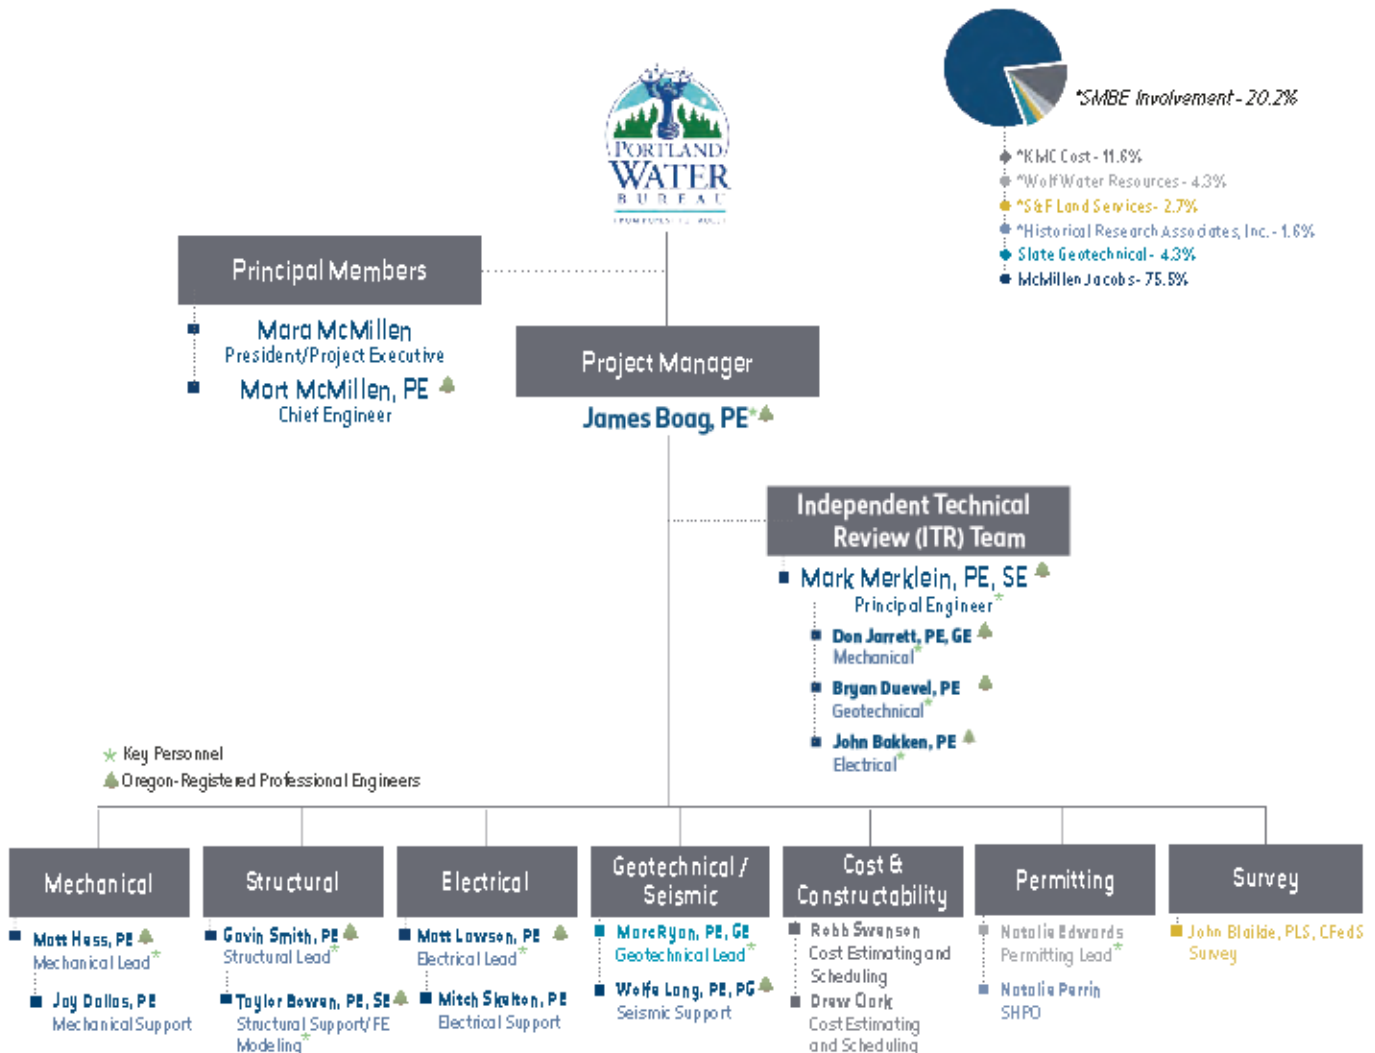 *SMBE Involvement - 20.2%
*KMC Cost - 11.6%
*Wolf Water Resources - 4.3%
*S&F Land Services - 2.7%
*Historical Research Associates, Inc. - 1.6%
Slate Geotechnical - 4.3%
McMillen Jacobs - 75.5%
PORTLAND
WATER
BUREAU
Principal Members
Mara McMillen
President/Project Executive
Mort McMillen, PE
Chief Engineer
Project Manager
James Boag, PE*
Independent Technical
Review (ITR) Team
Mark Merklein, PE, SE
Principal Engineer*
Don Jarrett, PE, GE
Mechanical*
Bryan Duevel, PE
Geotechnical*
John Bakken, PE
Electrical*
* Key Personnel
Oregon-Registered Professional Engineers
Mechanical
Matt Hess, PE
Mechanical Lead*
Jay Dallas, PE
Mechanical Support
Structural
Gavin Smith, PE
Structural Lead*
Taylor Bowen, PE, SE
Structural Support/FE
Modeling*
Electrical
Matt Lawson, PE
Electrical Lead*
Mitch Skelton, PE
Electrical Support
Geotechnical /
Seismic
Marc Ryan, PE, GE
Geotechnical Lead*
Wolfe Lang, PE, PG
Seismic Support
Cost &
Constructability
Robb Swenson
Cost Estimating and
Scheduling
Drew Clark
Cost Estimating
and Scheduling
Permitting
Natalie Edwards
Permitting Lead*
Natalie Perrin
SHPO
Survey
John Blaikie, PLS, CFedS
Survey